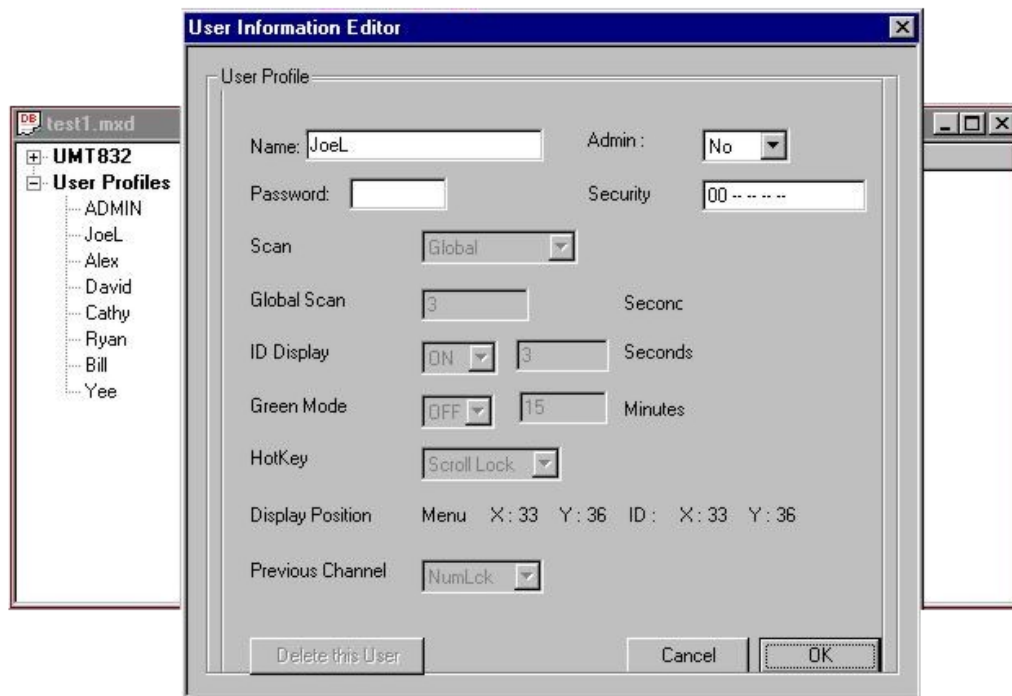 User Information Editor
User Profile
test1.mxd
UMT832
User Profiles
ADMIN
JoeL
Alex
David
Cathy
Ryan
Bill
Yee
Name: JoeL Admin : No
Password: Security 00 -- -- -- --
Scan Global
Global Scan 3 Seconc
ID Display ON 3 Seconds
Green Mode OFF 15 Minutes
HotKey Scroll Lock
Display Position Menu X : 33 Y : 36 ID : X : 33 Y : 36
Previous Channel NumLck
Delete this User Cancel OK